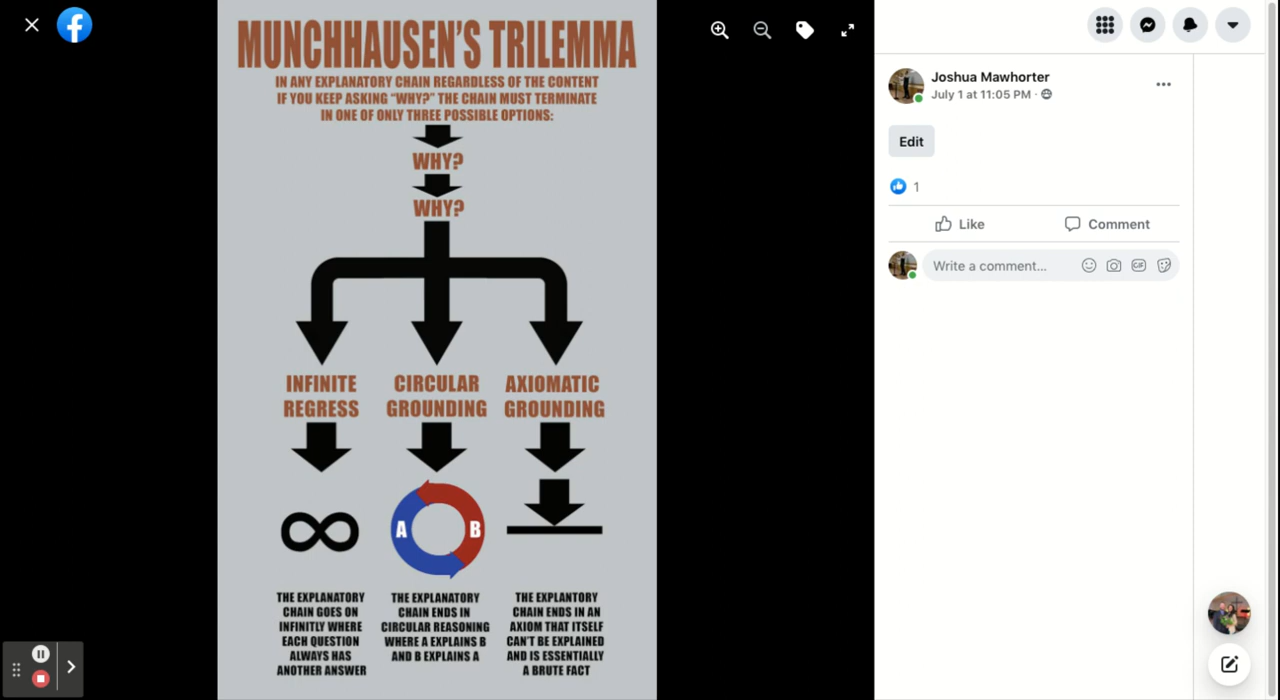 MUNCHHAUSEN'S TRILEMMA
IN ANY EXPLANATORY CHAIN REGARDLESS OF THE CONTENT
IF YOU KEEP ASKING "WHY?" THE CHAIN MUST TERMINATE
IN ONE OF ONLY THREE POSSIBLE OPTIONS:
WHY?
WHY?
INFINITE
REGRESS
CIRCULAR
GROUNDING
AXIOMATIC
GROUNDING
A
B
THE EXPLANATORY
CHAIN GOES ON
INFINITLY WHERE
EACH QUESTION
ALWAYS HAS
ANOTHER ANSWER
THE EXPLANATORY
CHAIN ENDS IN
CIRCULAR REASONING
WHERE A EXPLAINS B
AND B EXPLAINS A
THE EXPLANTORY
CHAIN ENDS IN AN
AXIOM THAT ITSELF
CAN'T BE EXPLAINED
AND IS ESSENTIALLY
A BRUTE FACT
Joshua Mawhorter
July 1 at 11:05 PM ·
Edit
1
Like
Comment
Write a comment...
GIF